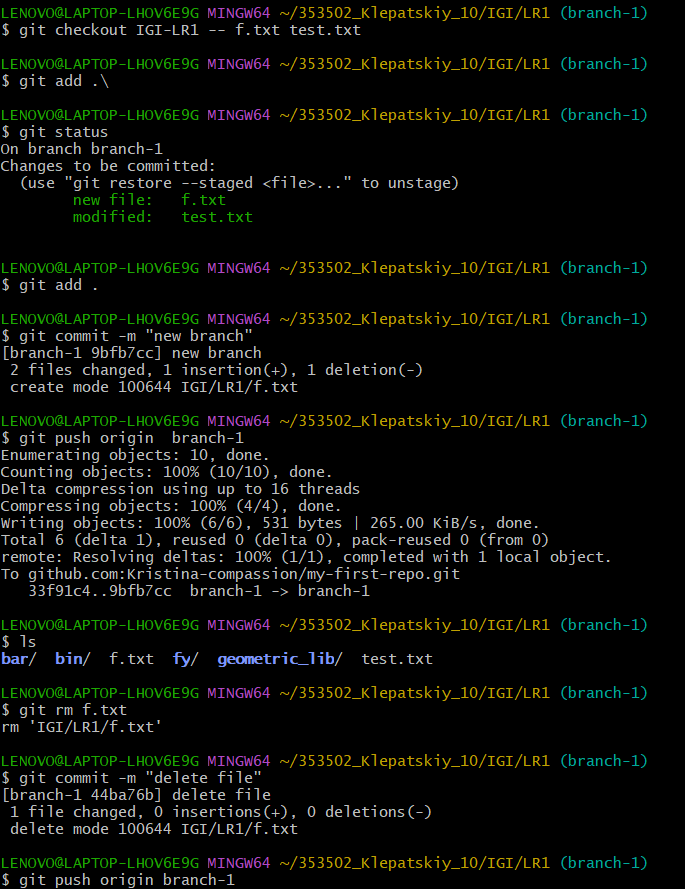 LENOVO@LAPTOP-LHOV6E9G MINGW64 ~/353502_Klepatskiy_10/IGI/LR1 (branch-1)
$ git checkout IGI-LR1 -- f.txt test.txt
LENOVO@LAPTOP-LHOV6E9G MINGW64 ~/353502_Klepatskiy_10/IGI/LR1 (branch-1)
$ git add .\
LENOVO@LAPTOP-LHOV6E9G MINGW64 ~/353502_Klepatskiy_10/IGI/LR1 (branch-1)
$ git status
On branch branch-1
Changes to be committed:
  (use "git restore --staged <file>..." to unstage)
        new file:   f.txt
        modified:   test.txt
LENOVO@LAPTOP-LHOV6E9G MINGW64 ~/353502_Klepatskiy_10/IGI/LR1 (branch-1)
$ git add .
LENOVO@LAPTOP-LHOV6E9G MINGW64 ~/353502_Klepatskiy_10/IGI/LR1 (branch-1)
$ git commit -m "new branch"
[branch-1 9bfb7cc] new branch
 2 files changed, 1 insertion(+), 1 deletion(-)
 create mode 100644 IGI/LR1/f.txt
LENOVO@LAPTOP-LHOV6E9G MINGW64 ~/353502_Klepatskiy_10/IGI/LR1 (branch-1)
$ git push origin  branch-1
Enumerating objects: 10, done.
Counting objects: 100% (10/10), done.
Delta compression using up to 16 threads
Compressing objects: 100% (4/4), done.
Writing objects: 100% (6/6), 531 bytes | 265.00 KiB/s, done.
Total 6 (delta 1), reused 0 (delta 0), pack-reused 0 (from 0)
remote: Resolving deltas: 100% (1/1), completed with 1 local object.
To github.com:Kristina-compassion/my-first-repo.git
   33f91c4..9bfb7cc  branch-1 -> branch-1
LENOVO@LAPTOP-LHOV6E9G MINGW64 ~/353502_Klepatskiy_10/IGI/LR1 (branch-1)
$ ls
bar/  bin/  f.txt  fy/  geometric_lib/  test.txt
LENOVO@LAPTOP-LHOV6E9G MINGW64 ~/353502_Klepatskiy_10/IGI/LR1 (branch-1)
$ git rm f.txt
rm 'IGI/LR1/f.txt'
LENOVO@LAPTOP-LHOV6E9G MINGW64 ~/353502_Klepatskiy_10/IGI/LR1 (branch-1)
$ git commit -m "delete file"
[branch-1 44ba76b] delete file
 1 file changed, 0 insertions(+), 0 deletions(-)
 delete mode 100644 IGI/LR1/f.txt
LENOVO@LAPTOP-LHOV6E9G MINGW64 ~/353502_Klepatskiy_10/IGI/LR1 (branch-1)
$ git push origin branch-1